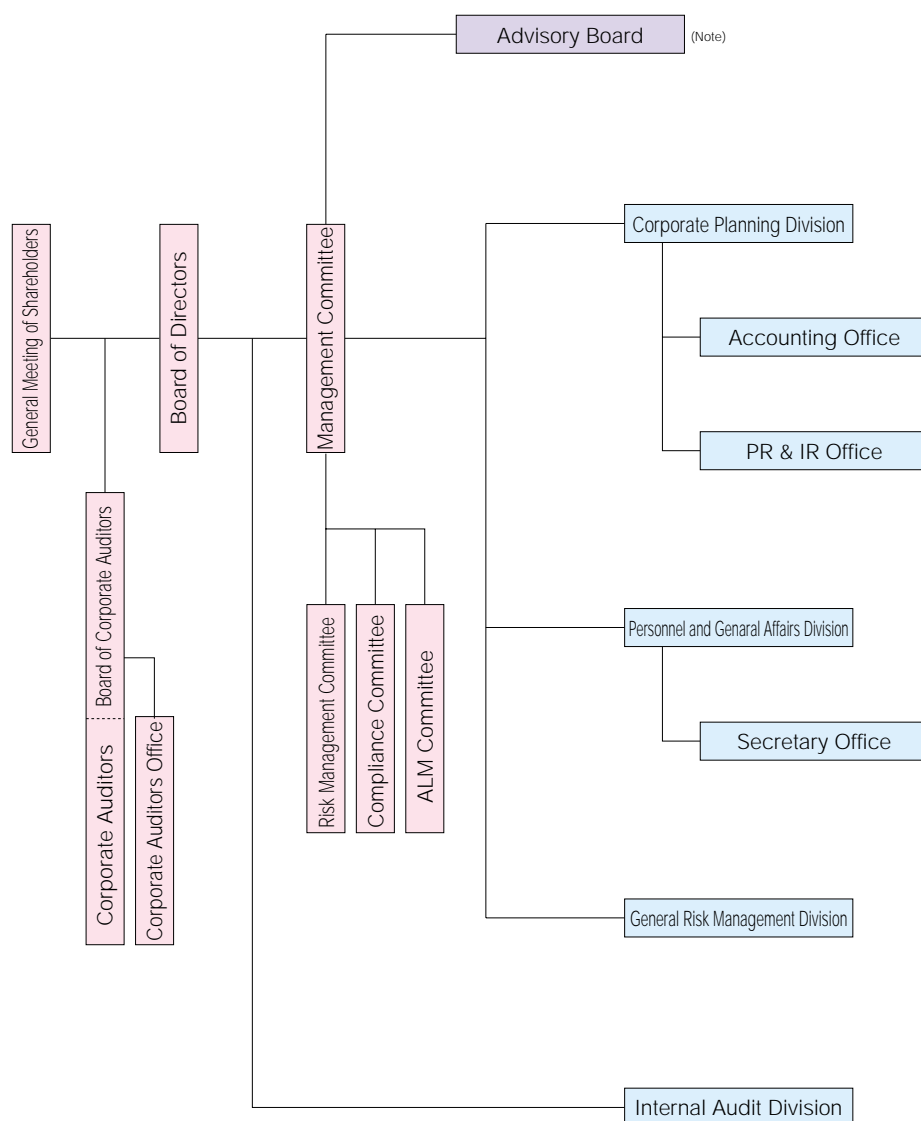 Advisory Board
(Note)
General Meeting of Shareholders
Board of Directors
Management Committee
Corporate Planning Division
Accounting Office
PR & IR Office
Board of Corporate Auditors
Corporate Auditors
Corporate Auditors Office
Risk Management Committee
Compliance Committee
ALM Committee
Personnel and Genaral Affairs Division
Secretary Office
General Risk Management Division
Internal Audit Division